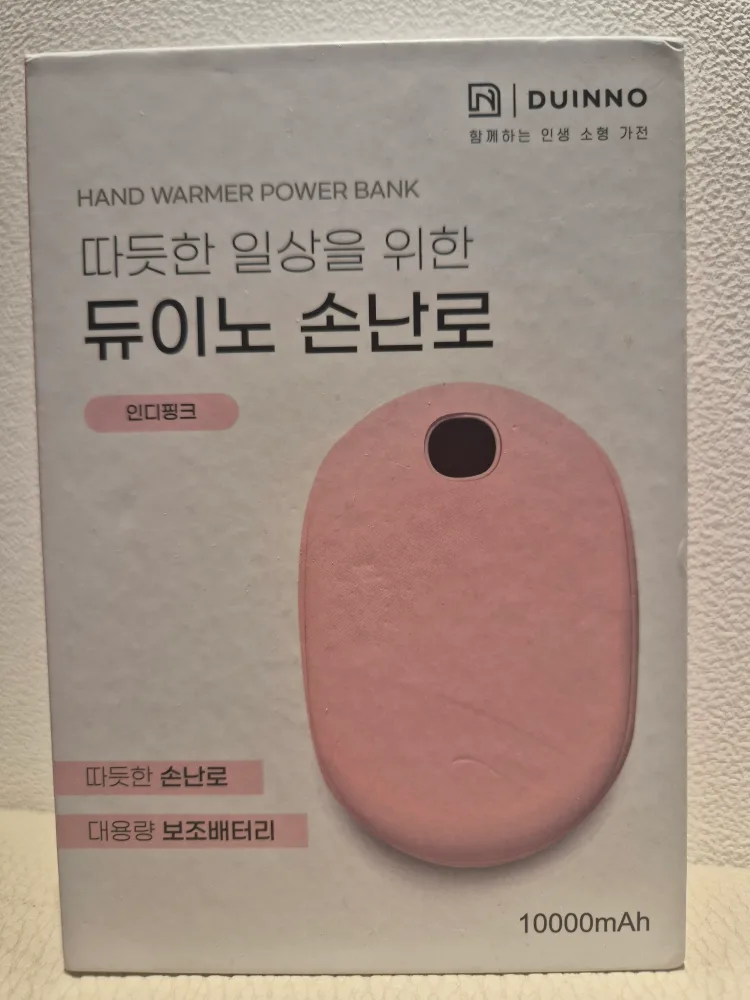 DUINNO
함께하는 인생 소형 가전
HAND WARMER POWER BANK
따듯한 일상을 위한
듀이노 손난로
인디핑크
따듯한 손난로
대용량 보조배터리
10000mAh